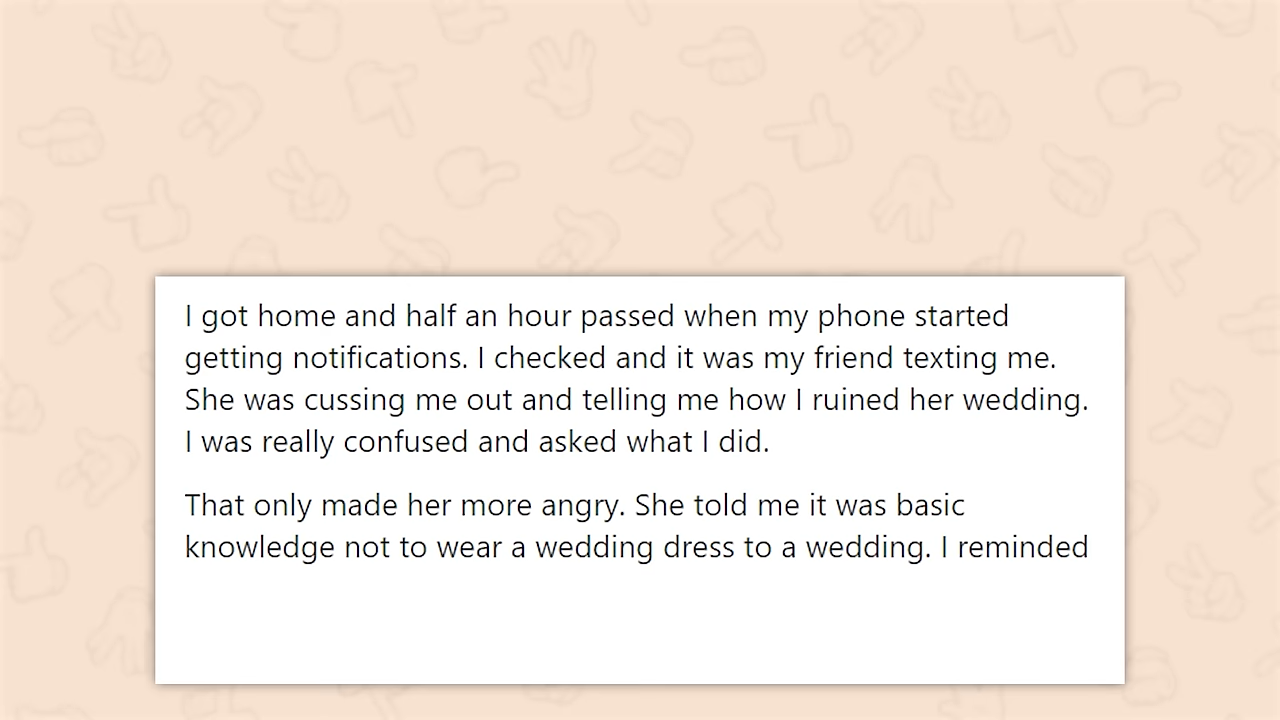 I got home and half an hour passed when my phone started
getting notifications. I checked and it was my friend texting me.
She was cussing me out and telling me how I ruined her wedding.
I was really confused and asked what I did.
That only made her more angry. She told me it was basic
knowledge not to wear a wedding dress to a wedding. I reminded